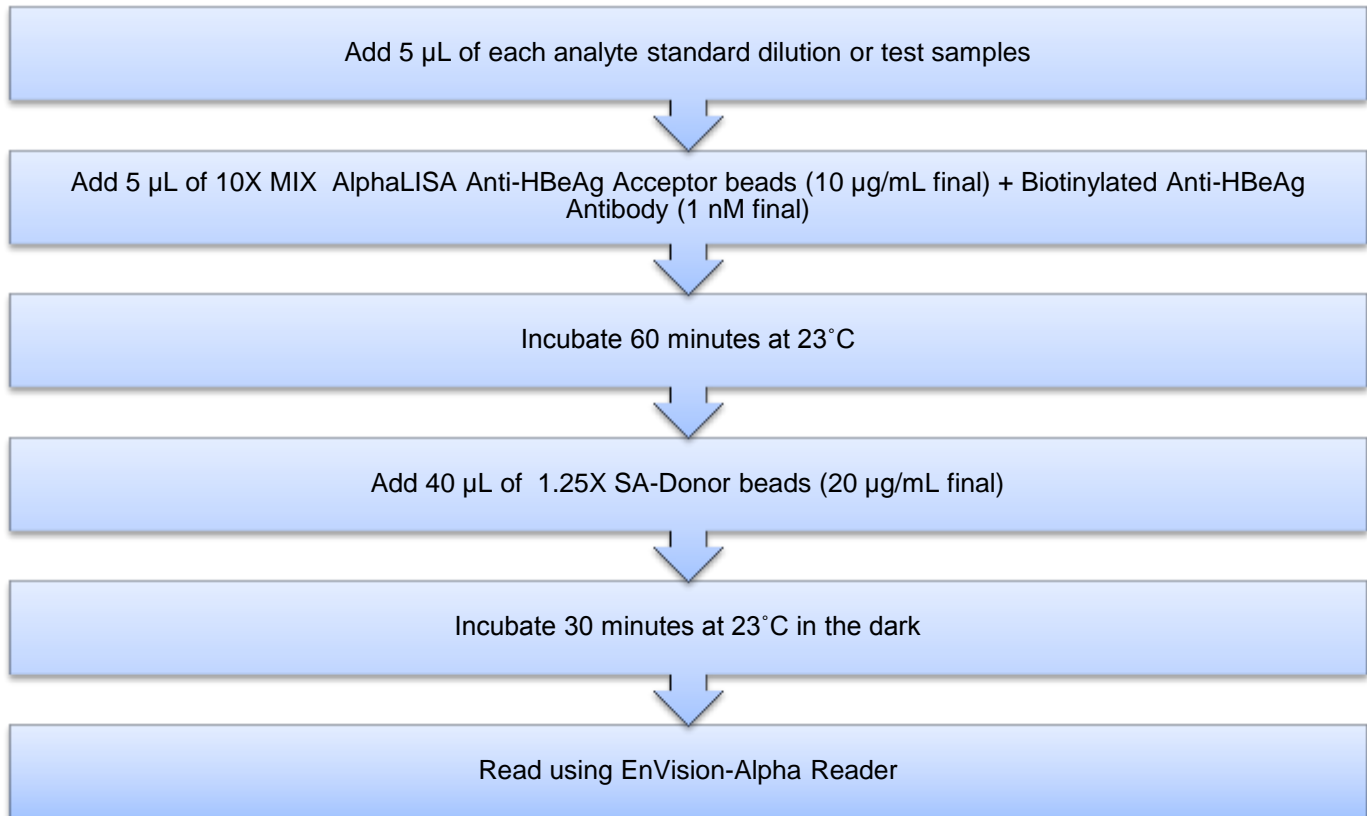 Add 5 µL of each analyte standard dilution or test samples
Add 5 µL of 10X MIX  AlphaLISA Anti-HBeAg Acceptor beads (10 µg/mL final) + Biotinylated Anti-HBeAg
Antibody (1 nM final)
Incubate 60 minutes at 23˚C
Add 40 µL of  1.25X SA-Donor beads (20 µg/mL final)
Incubate 30 minutes at 23˚C in the dark
Read using EnVision-Alpha Reader